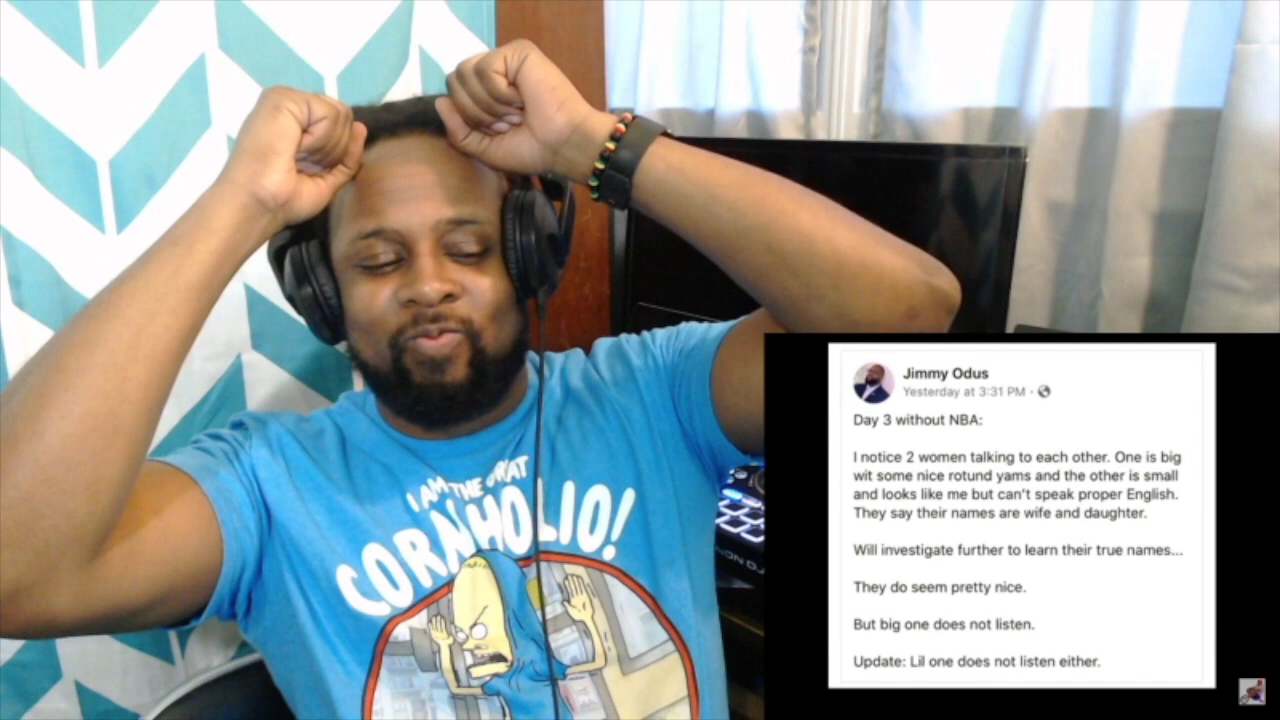 I AM THE GREAT
CORNHOLIO!
Jimmy Odus
Yesterday at 3:31 PM ·
Day 3 without NBA:
I notice 2 women talking to each other. One is big
wit some nice rotund yams and the other is small
and looks like me but can't speak proper English.
They say their names are wife and daughter.
Will investigate further to learn their true names...
They do seem pretty nice.
But big one does not listen.
Update: Lil one does not listen either.